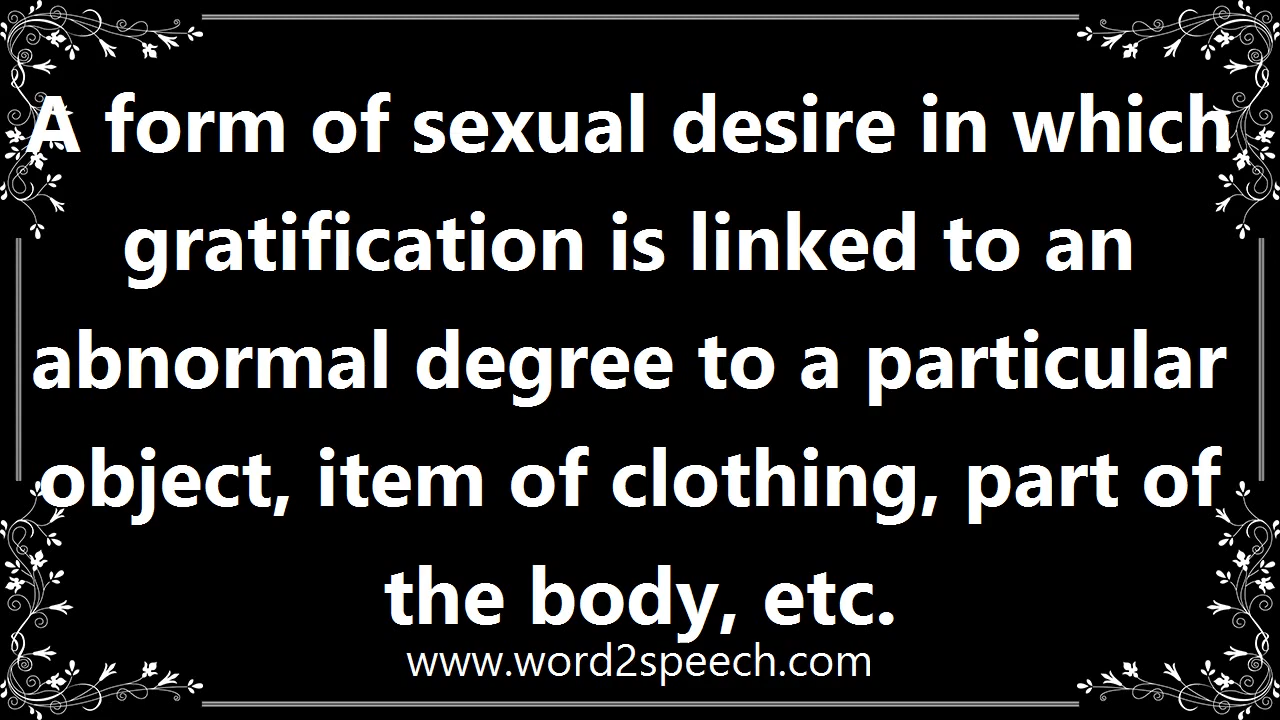 A form of sexual desire in which
gratification is linked to an
abnormal degree to a particular
object, item of clothing, part of
the body, etc.
www.word2speech.com